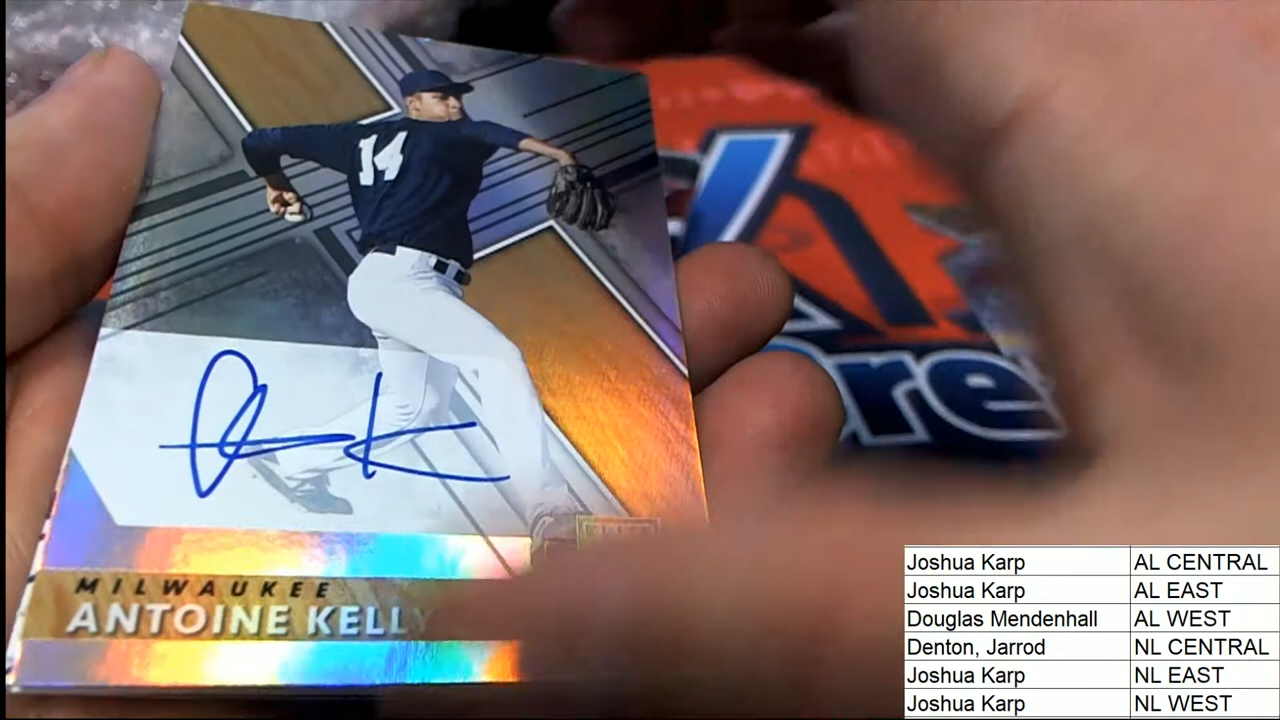 14
MILWAUKEE
ANTOINE KELLY
Joshua Karp AL CENTRAL
Joshua Karp AL EAST
Douglas Mendenhall AL WEST
Denton, Jarrod NL CENTRAL
Joshua Karp NL EAST
Joshua Karp NL WEST